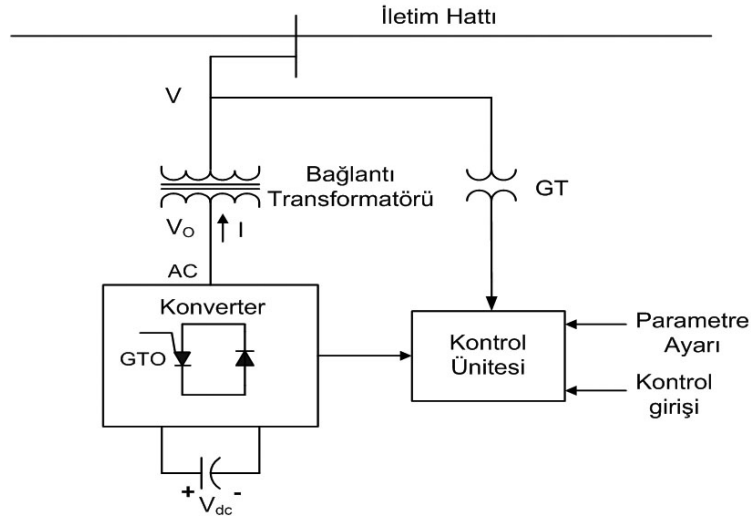 İletim Hattı
V
Bağlantı
Transformatörü
GT
V_O
I
AC
Konverter
GTO
Kontrol
Ünitesi
Parametre
Ayarı
Kontrol
girişi
+ -
V_dc